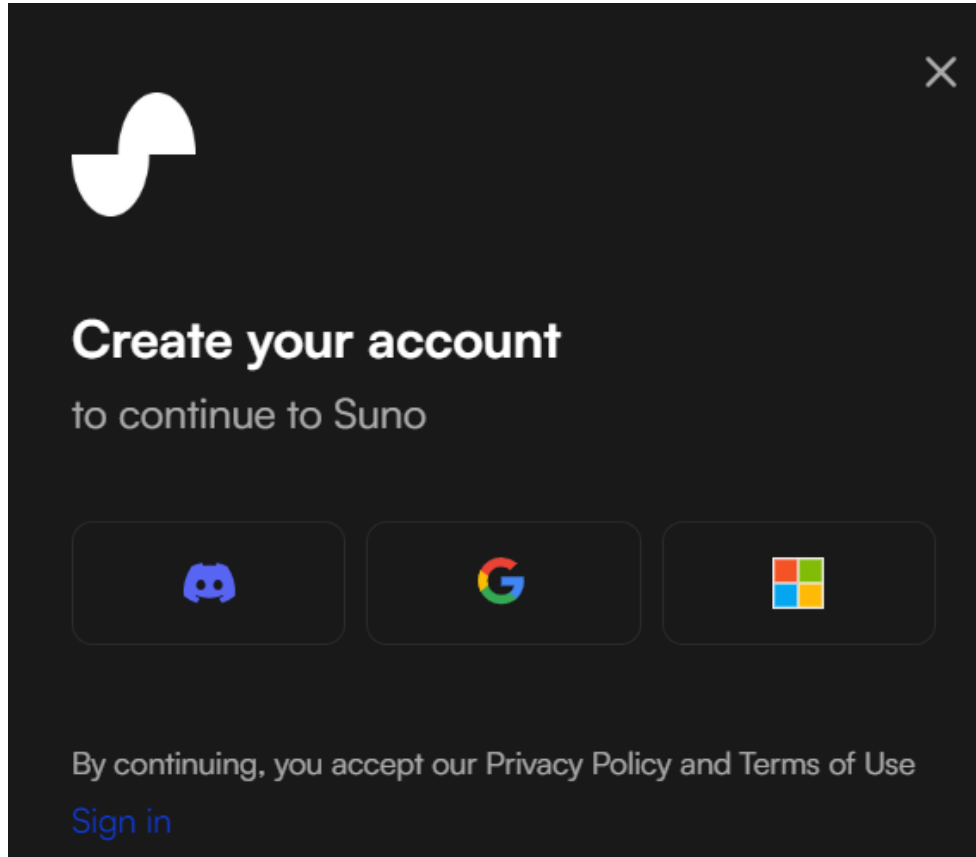 Create your account
to continue to Suno
By continuing, you accept our Privacy Policy and Terms of Use
Sign in